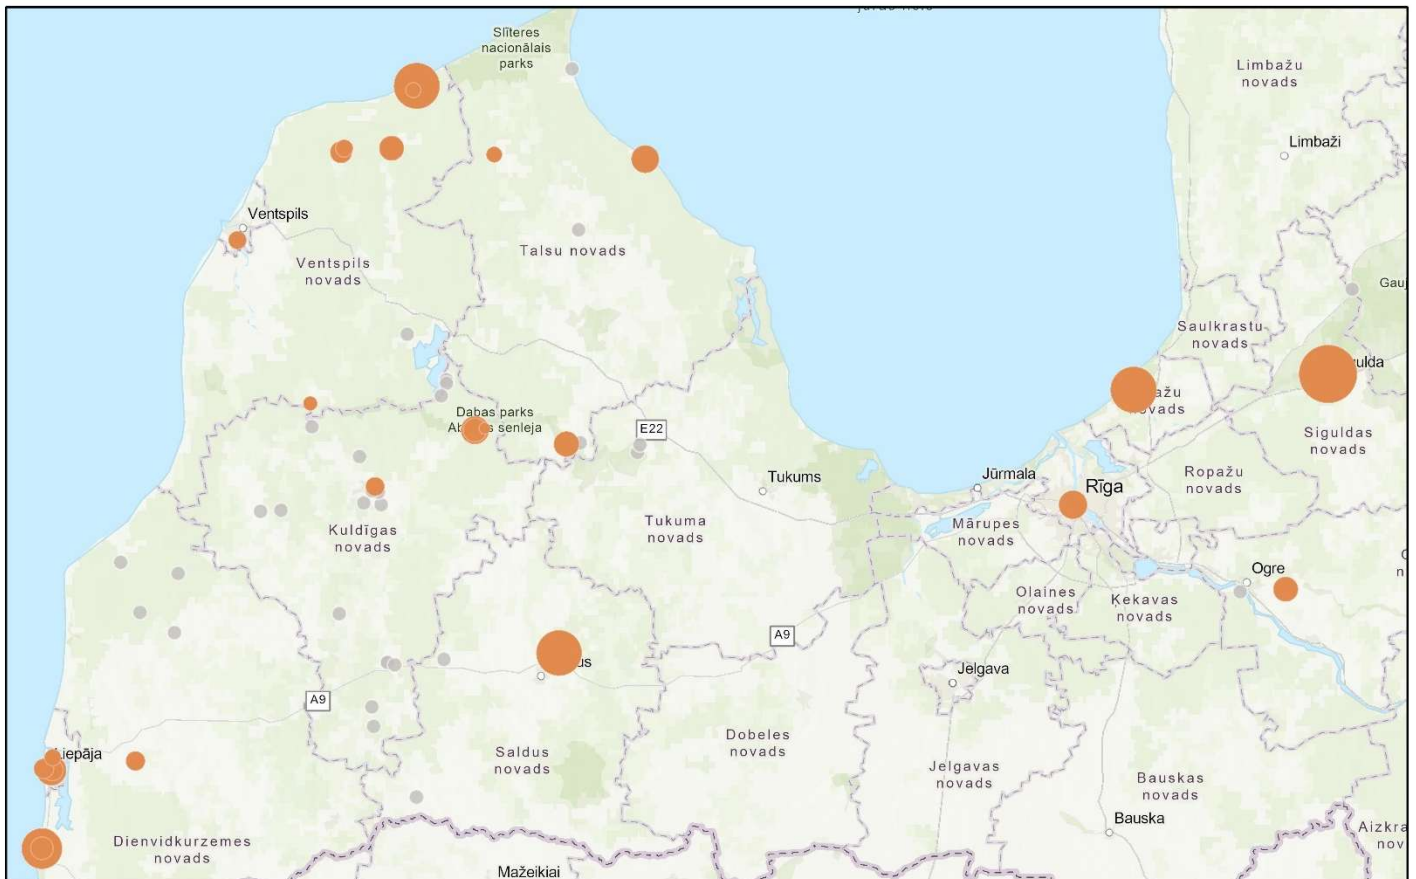 Slīteres
nacionālais
parks
Limbažu
novads
Limbaži
Ventspils
Talsu novads
Ventspils
novads
Saulkrastu
novads
Siguldas
novads
Dabas parks
senleja
E22
Ropažu
novads
Tukums
Jūrmala
Rīga
Kuldīgas
novads
Tukuma
novads
Mārupes
novads
Ogre
Olaines
novads
Ķekavas
novads
A9
Jelgava
A9
Liepāja
Saldus
novads
Dobeles
novads
Jelgavas
novads
Bauskas
novads
Bauska
Dienvidkurzemes
novads
Mažeikiai